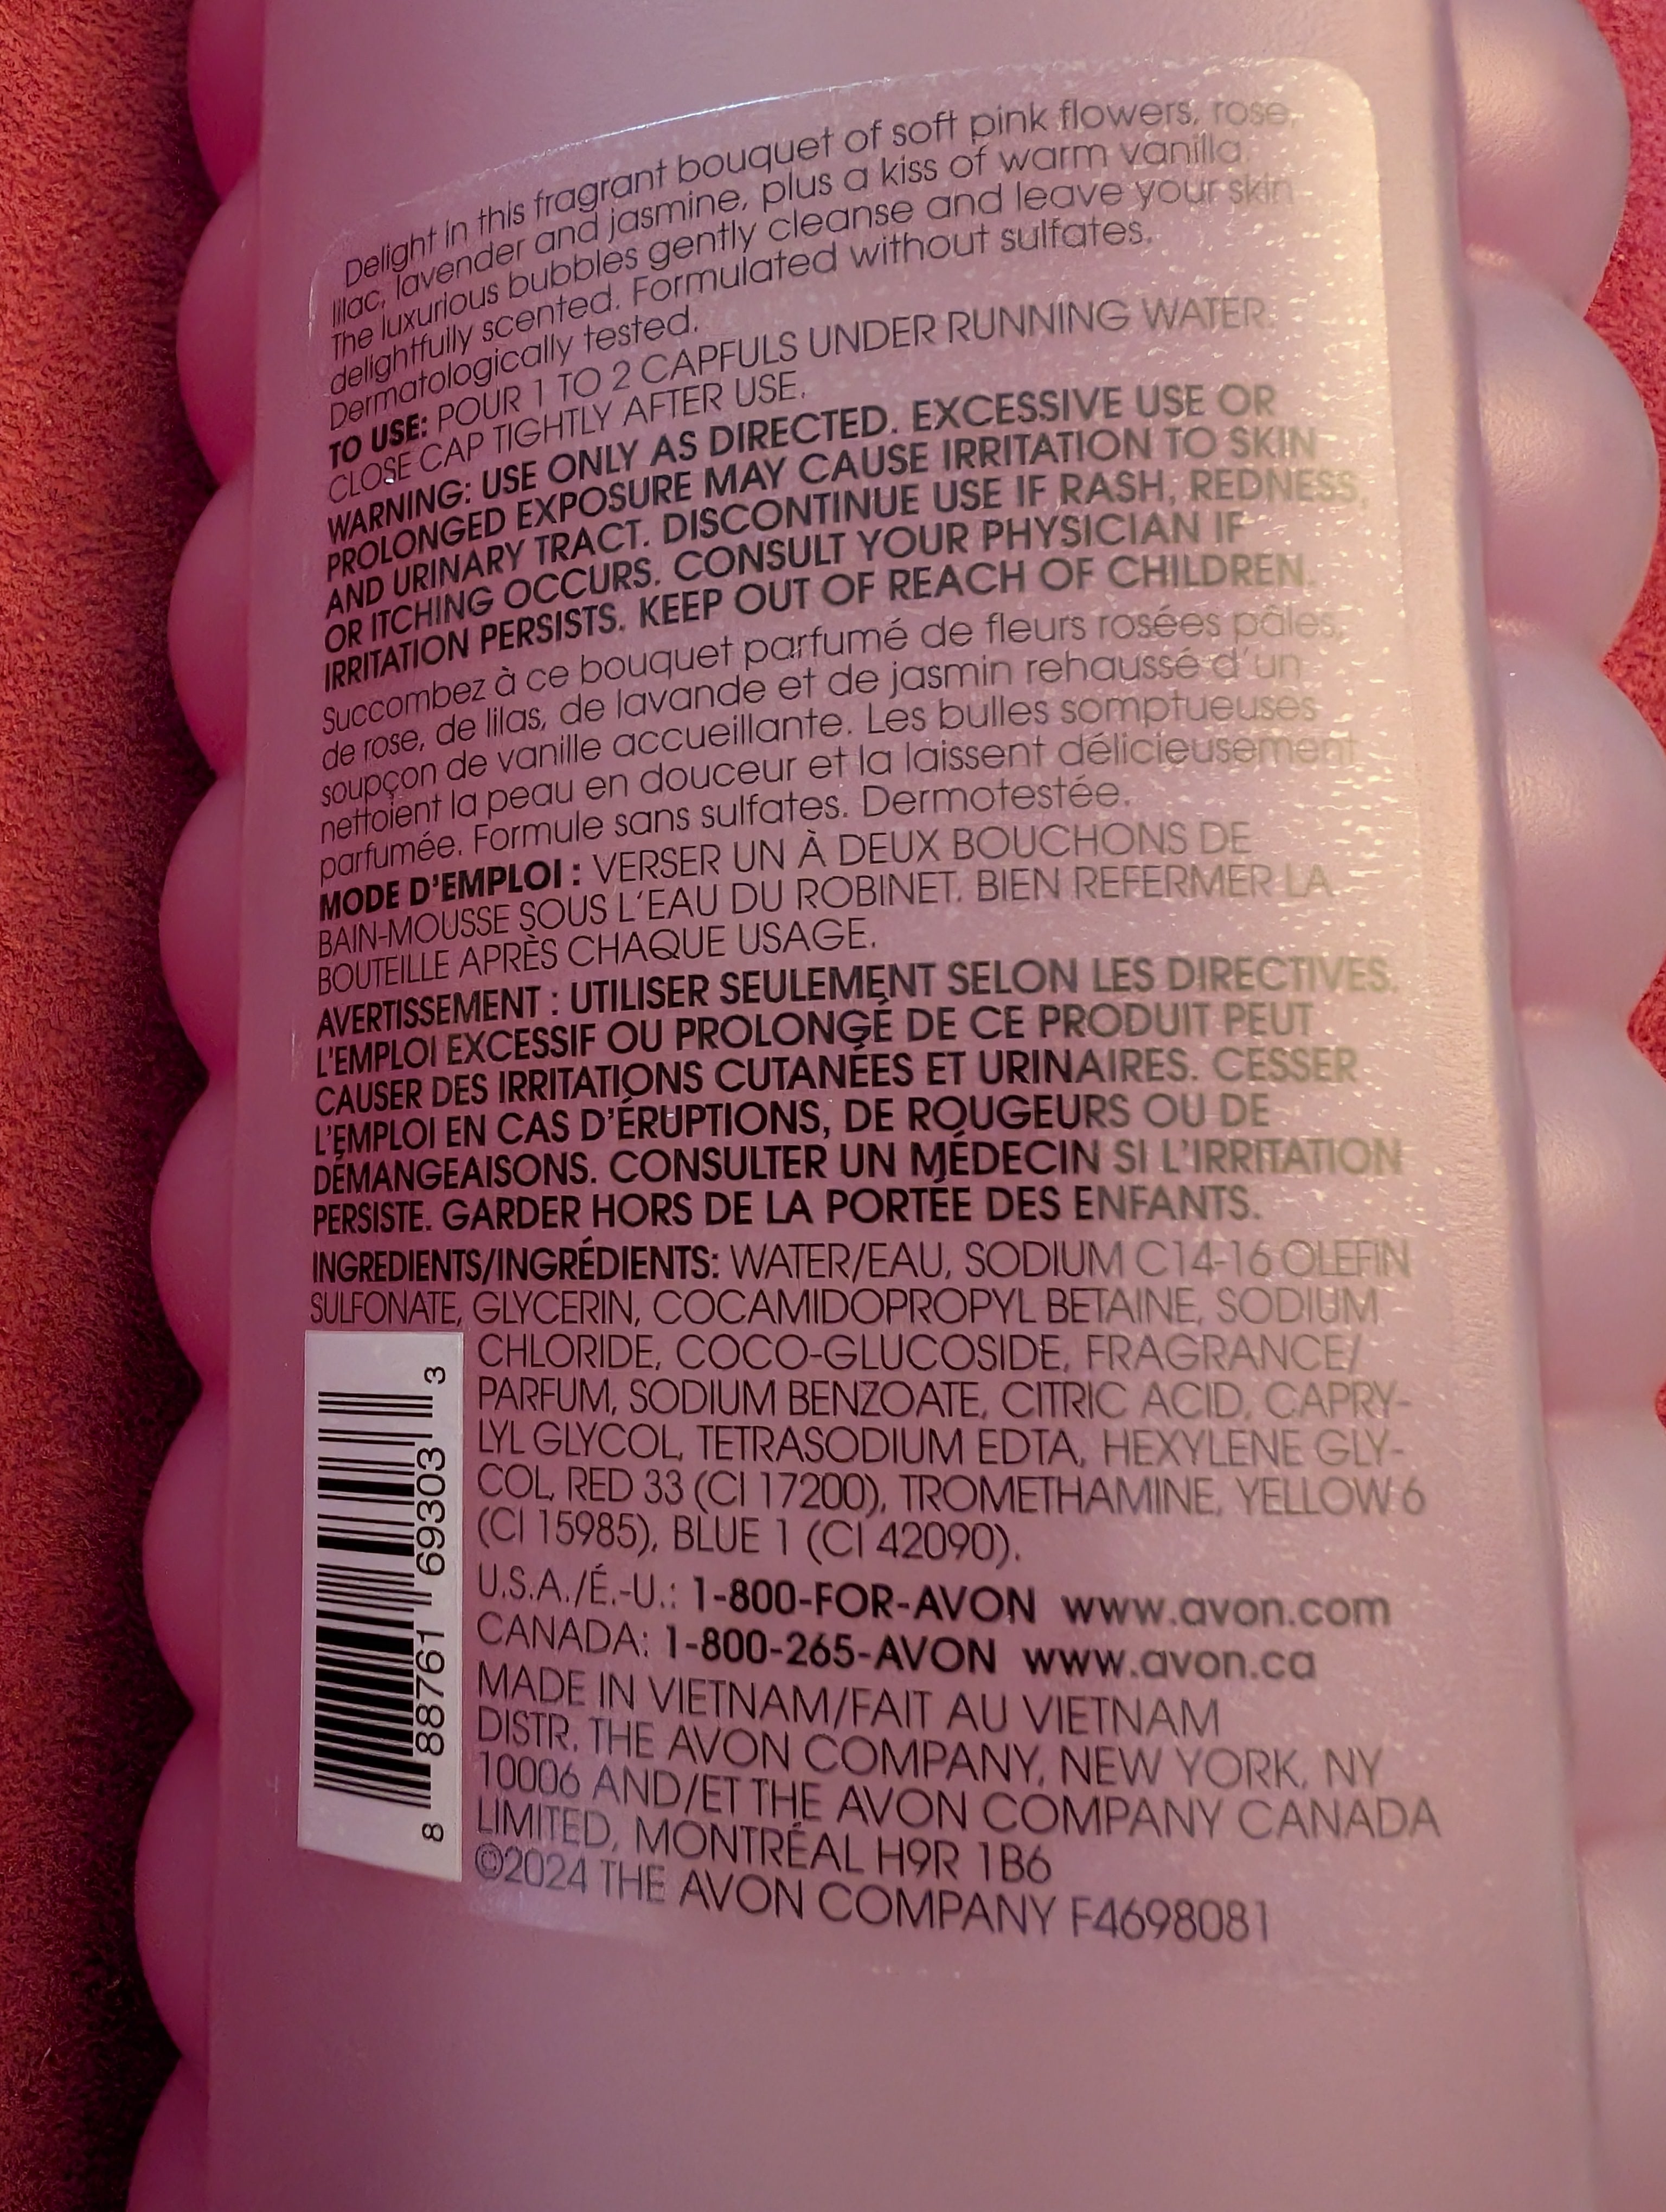 Delight in this fragrant bouquet of soft pink flowers, rose,
lilac, lavender and jasmine, plus a kiss of warm vanilla.
The luxurious bubbles gently cleanse and leave your skin
delightfully scented. Formulated without sulfates.
Dermatologically tested.
TO USE: POUR 1 TO 2 CAPFULS UNDER RUNNING WATER.
CLOSE CAP TIGHTLY AFTER USE.
WARNING: USE ONLY AS DIRECTED. EXCESSIVE USE OR
PROLONGED EXPOSURE MAY CAUSE IRRITATION TO SKIN
AND URINARY TRACT. DISCONTINUE USE IF RASH, REDNESS,
OR ITCHING OCCURS. CONSULT YOUR PHYSICIAN IF
IRRITATION PERSISTS. KEEP OUT OF REACH OF CHILDREN.
Succombez à ce bouquet parfumé de fleurs rosées pâles,
de rose, de lilas, de lavande et de jasmin rehaussé d'un
soupçon de vanille accueillante. Les bulles somptueuses
nettoient la peau en douceur et la laissent délicieusement
parfumée. Formule sans sulfates. Dermotestée.
MODE D'EMPLOI : VERSER UN À DEUX BOUCHONS DE
BAIN-MOUSSE SOUS L'EAU DU ROBINET. BIEN REFERMER LA
BOUTEILLE APRÈS CHAQUE USAGE.
AVERTISSEMENT : UTILISER SEULEMENT SELON LES DIRECTIVES.
L'EMPLOI EXCESSIF OU PROLONGÉ DE CE PRODUIT PEUT
CAUSER DES IRRITATIONS CUTANÉES ET URINAIRES. CESSER
L'EMPLOI EN CAS D'ÉRUPTIONS, DE ROUGEURS OU DE
DÉMANGEAISONS. CONSULTER UN MÉDECIN SI L'IRRITATION
PERSISTE. GARDER HORS DE LA PORTÉE DES ENFANTS.
INGREDIENTS/INGRÉDIENTS: WATER/EAU, SODIUM C14-16 OLEFIN
SULFONATE, GLYCERIN, COCAMIDOPROPYL BETAINE, SODIUM
CHLORIDE, COCO-GLUCOSIDE, FRAGRANCE/
PARFUM, SODIUM BENZOATE, CITRIC ACID, CAPRY-
LYL GLYCOL, TETRASODIUM EDTA, HEXYLENE GLY-
COL, RED 33 (CI 17200), TROMETHAMINE, YELLOW 6
(CI 15985), BLUE 1 (CI 42090).
U.S.A./É.-U.: 1-800-FOR-AVON www.avon.com
CANADA: 1-800-265-AVON www.avon.ca
MADE IN VIETNAM/FAIT AU VIETNAM
DISTR. THE AVON COMPANY, NEW YORK, NY
10006 AND/ET THE AVON COMPANY CANADA
LIMITED, MONTRÉAL H9R 1B6
©2024 THE AVON COMPANY F4698081
8 88761 69303 3